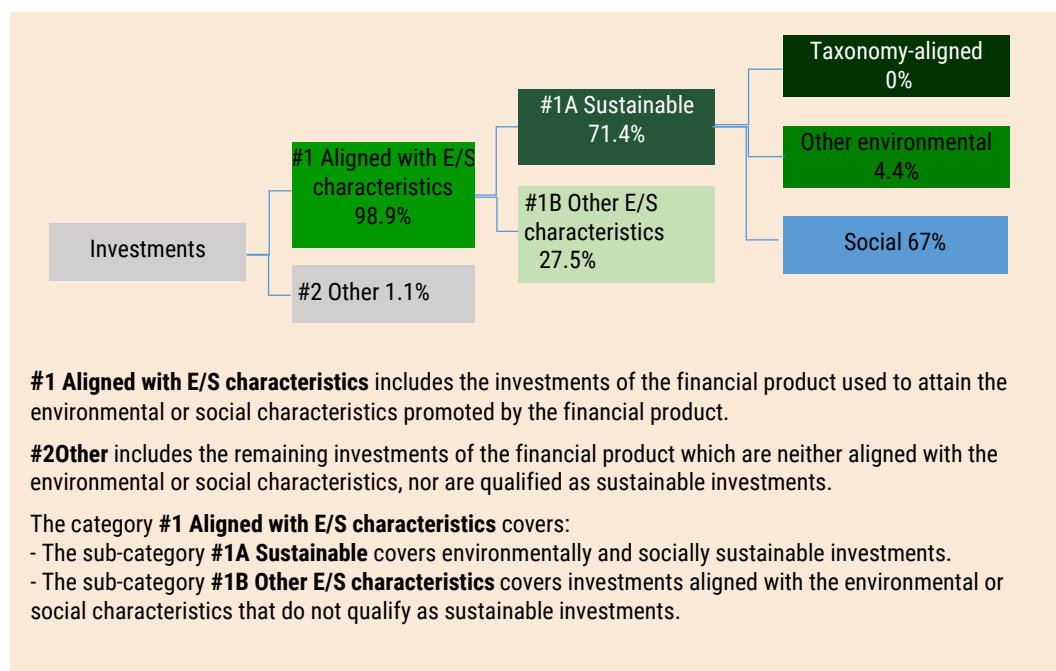 Investments
#1 Aligned with E/S
characteristics
98.9%
#2 Other 1.1%
#1A Sustainable
71.4%
#1B Other E/S
characteristics
27.5%
Taxonomy-aligned
0%
Other environmental
4.4%
Social 67%
#1 Aligned with E/S characteristics includes the investments of the financial product used to attain the
environmental or social characteristics promoted by the financial product.
#2Other includes the remaining investments of the financial product which are neither aligned with the
environmental or social characteristics, nor are qualified as sustainable investments.
The category #1 Aligned with E/S characteristics covers:
- The sub-category #1A Sustainable covers environmentally and socially sustainable investments.
- The sub-category #1B Other E/S characteristics covers investments aligned with the environmental or
social characteristics that do not qualify as sustainable investments.